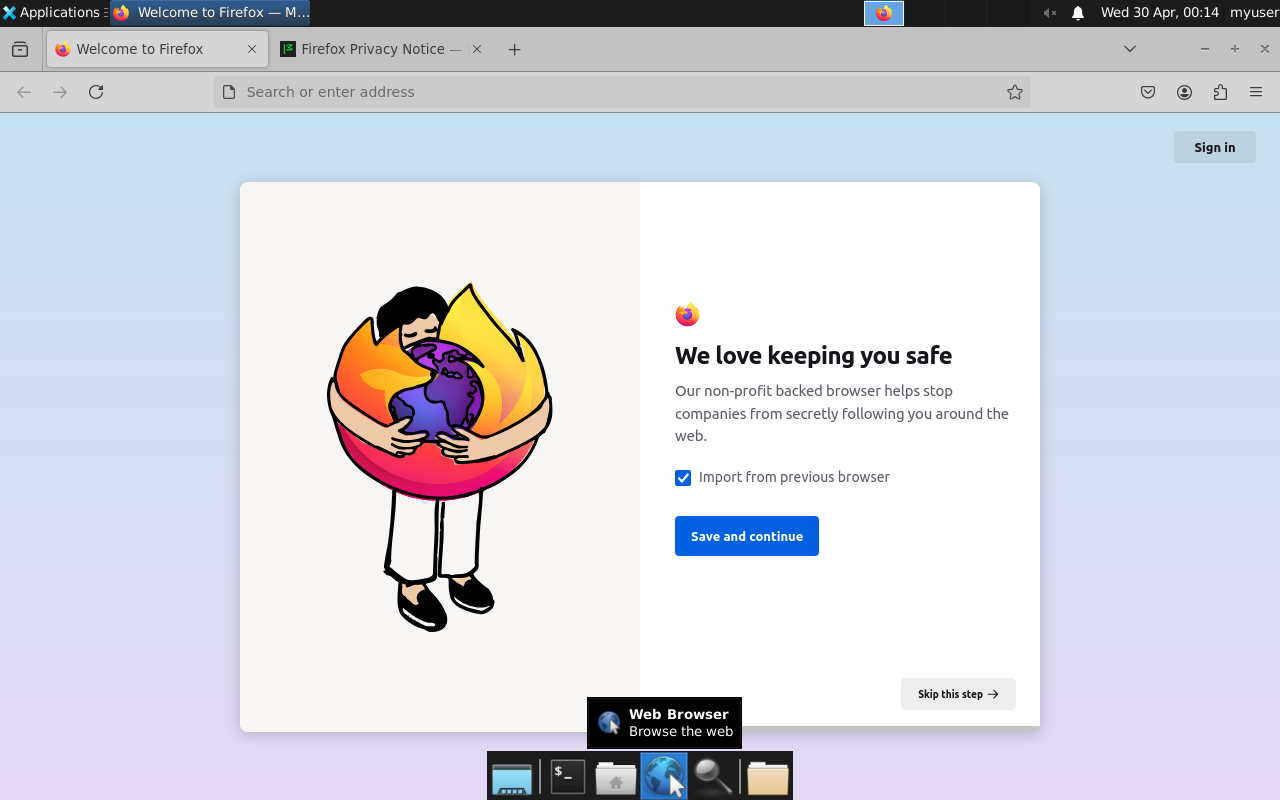 Applications
Welcome to Firefox — M...
Wed 30 Apr, 00:14
myuser
Welcome to Firefox
Firefox Privacy Notice —
Search or enter address
Sign in
We love keeping you safe
Our non-profit backed browser helps stop
companies from secretly following you around the
web.
Import from previous browser
Save and continue
Skip this step
Web Browser
Browse the web
$_